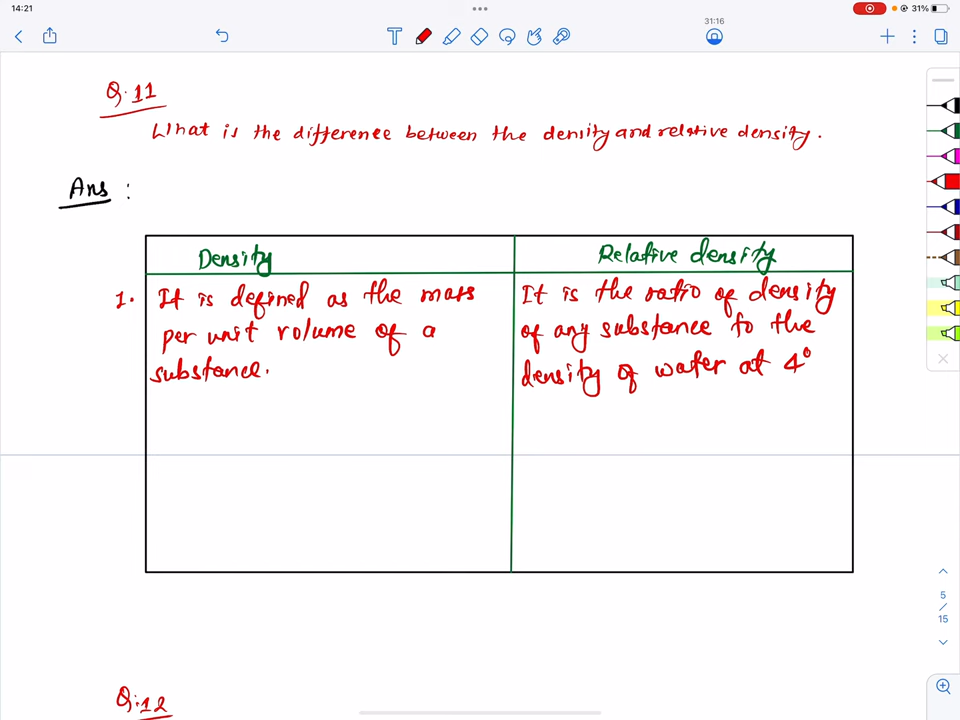 14:21
31%
31:16
Q.11
What is the difference between the density and relative density.
Ans :
Density
Relative density
1. It is defined as the mass
per unit volume of a
substance.
It is the ratio of density
of any substance to the
density of water at 4°
5
/
15
Q:12